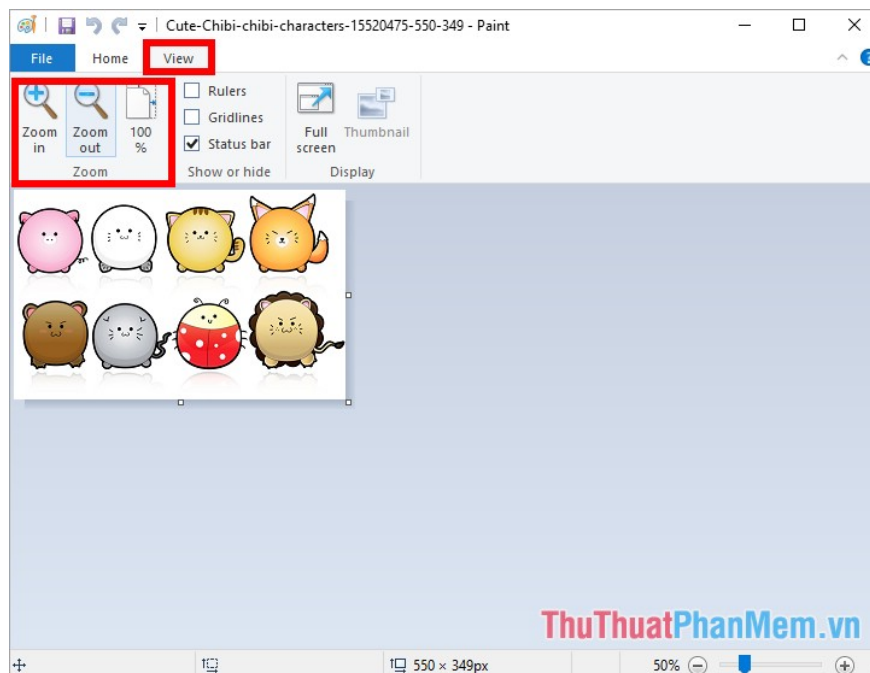 Cute-Chibi-chibi-characters-15520475-550-349 - Paint
File Home View
Zoom in
Zoom out
100 %
Zoom
Rulers
Gridlines
Status bar
Show or hide
Full screen
Thumbnail
Display
ThuThuatPhanMem.vn
550 × 349px
50%